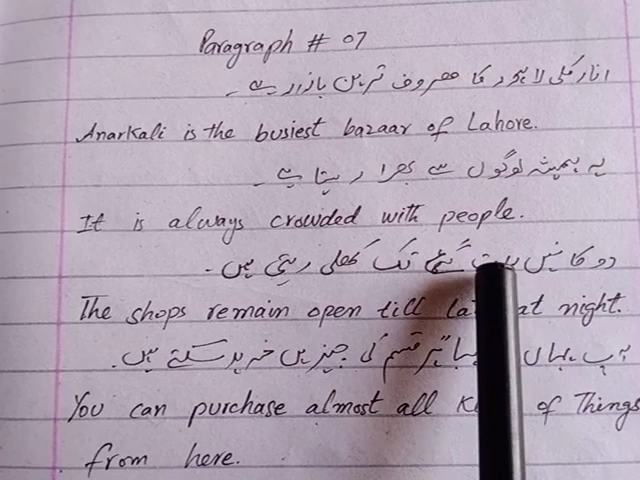 Paragraph # 07
انارکلی لاہور کا مصروف ترین بازار ہے۔
Anarkali is the busiest bazaar of Lahore.
یہ ہمیشہ لوگوں سے بھرا رہتا ہے۔
It is always crowded with people.
دوکانیں گئے تک کھلی رہتی ہیں۔
The shops remain open till at night.
آپ یہاں ہر قسم کی چیزیں خرید سکتے ہیں۔
You can purchase almost all of Things
from here.